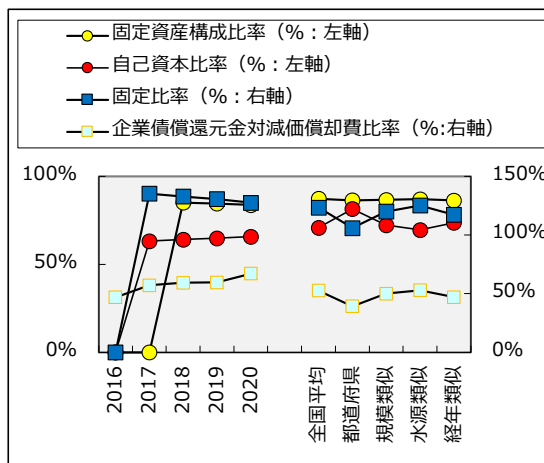 固定資産構成比率（%：左軸）
自己資本比率（%：左軸）
固定比率（%：右軸）
企業債償還元金対減価償却費比率（%:右軸）
100%
50%
0%
150%
100%
50%
0%
2016
2017
2018
2019
2020
全国平均
都道府県
規模類似
水源類似
経年類似